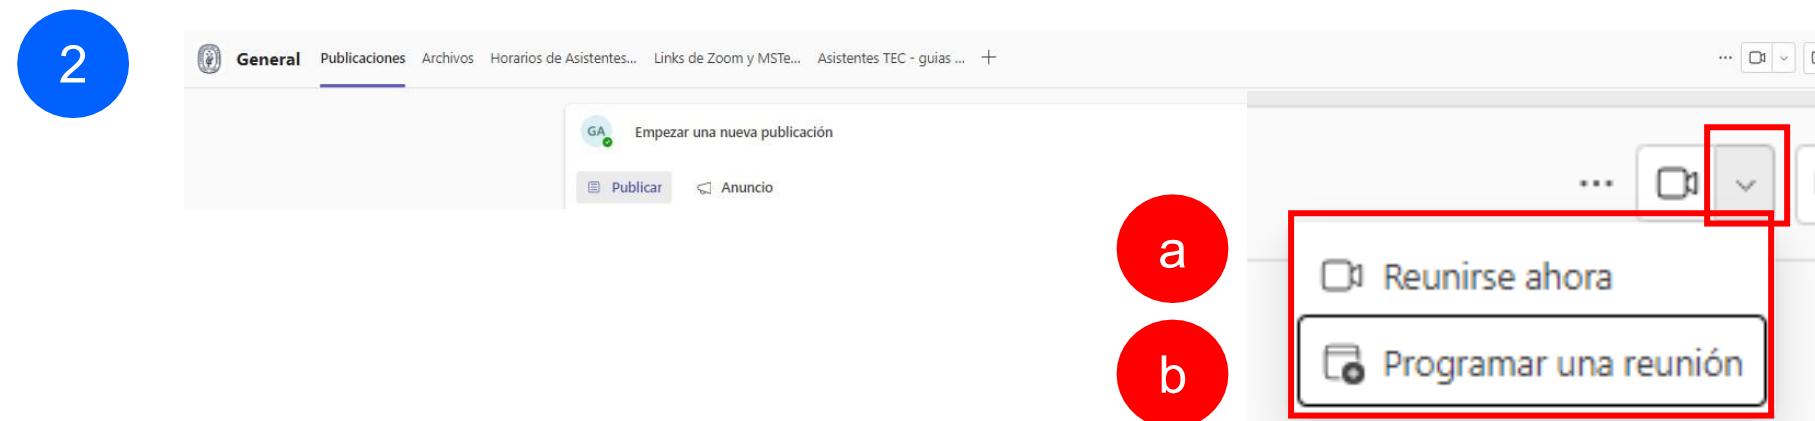 2
General Publicaciones Archivos Horarios de Asistentes... Links de Zoom y MSTe... Asistentes TEC - guias ...
GA Empezar una nueva publicación
Publicar Anuncio
a
Reunirse ahora
b
Programar una reunión